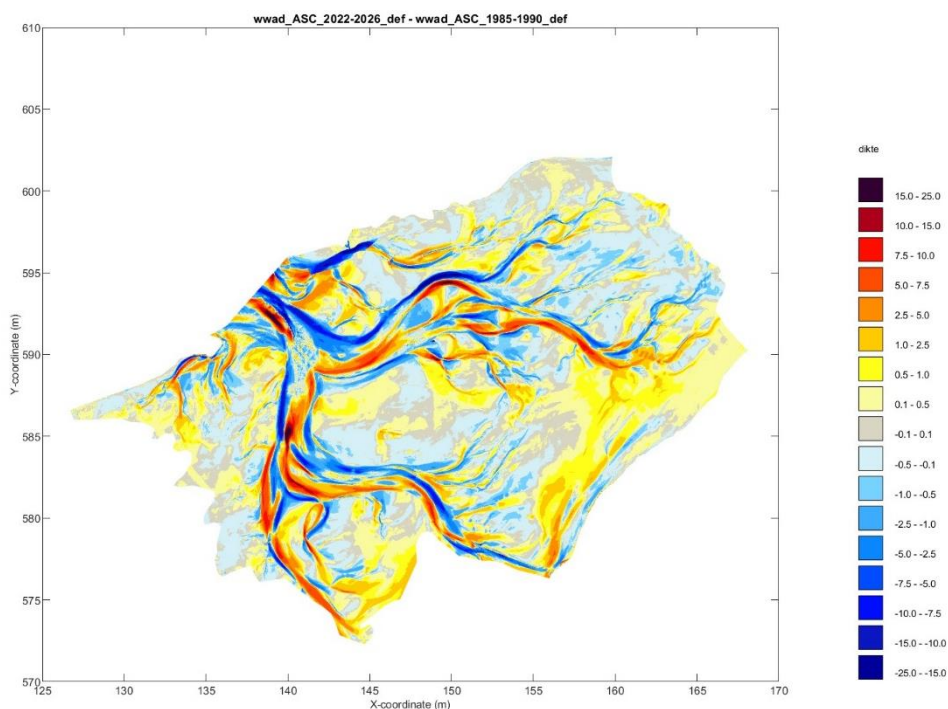 wwad_ASC_2022-2026_def - wwad_ASC_1985-1990_def
610
605
600
595
590
585
580
575
570
Y-coordinate (m)
125
130
135
140
145
150
155
160
165
170
X-coordinate (m)
dikte
15.0 - 25.0
10.0 - 15.0
7.5 - 10.0
5.0 - 7.5
2.5 - 5.0
1.0 - 2.5
0.5 - 1.0
0.1 - 0.5
-0.1 - 0.1
-0.5 - -0.1
-1.0 - -0.5
-2.5 - -1.0
-5.0 - -2.5
-7.5 - -5.0
-10.0 - -7.5
-15.0 - -10.0
-25.0 - -15.0